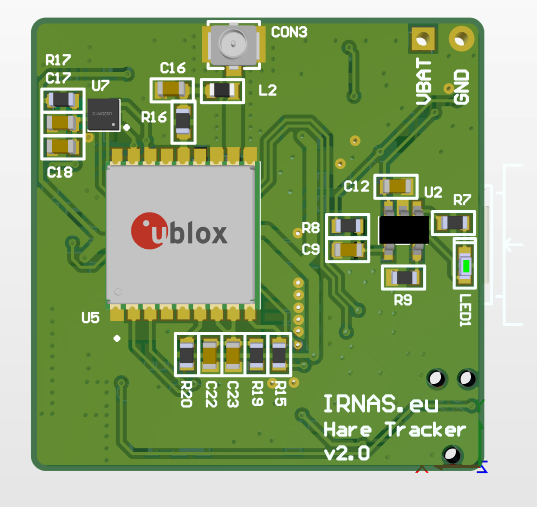 CON3
R17
C17
U7
C16
L2
R16
VBAT
GND
C18
C12
U2
R7
R8
C9
ublox
R9
LED1
U5
R20
C22
C23
R19
R15
IRNAS.eu
Hare Tracker
v2.0